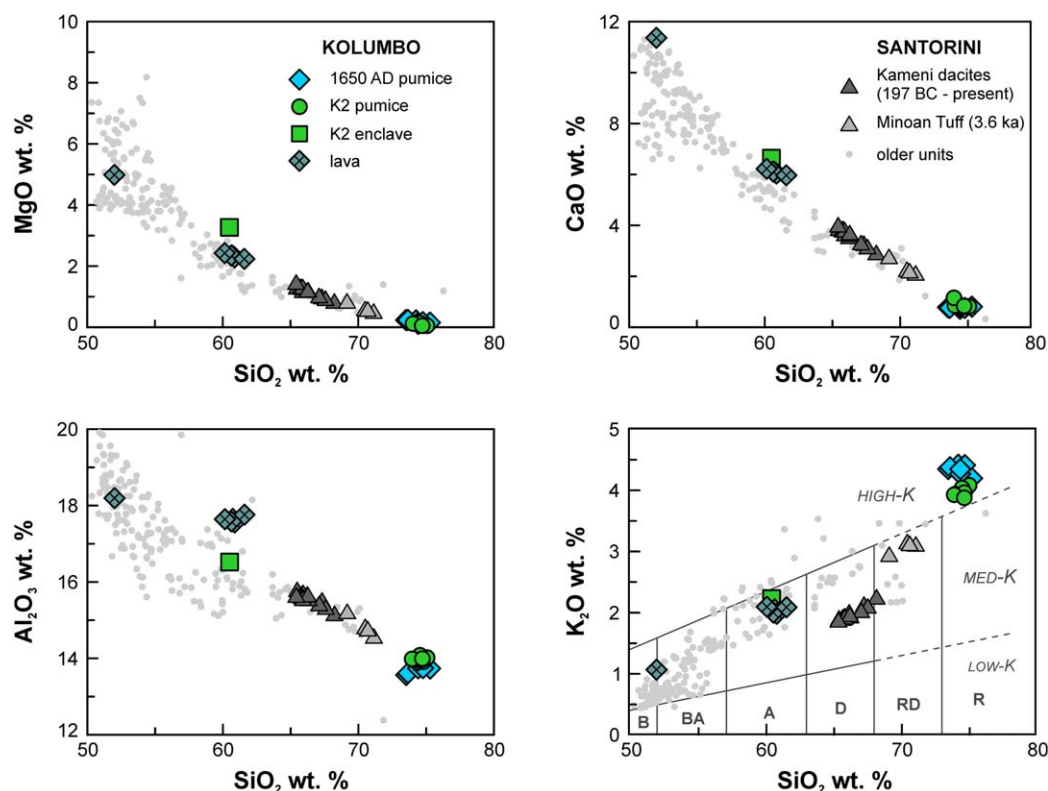 10
8
6
4
2
0
MgO wt. %
50
60
70
80
SiO₂ wt. %
KOLUMBO
1650 AD pumice
K2 pumice
K2 enclave
lava
12
8
4
0
CaO wt. %
50
60
70
80
SiO₂ wt. %
SANTORINI
Kameni dacites
(197 BC - present)
Minoan Tuff (3.6 ka)
older units
20
18
16
14
12
Al₂O₃ wt. %
50
60
70
80
SiO₂ wt. %
5
4
3
2
1
0
K₂O wt. %
HIGH-K
MED-K
LOW-K
B
BA
A
D
RD
R
50
60
70
80
SiO₂ wt. %